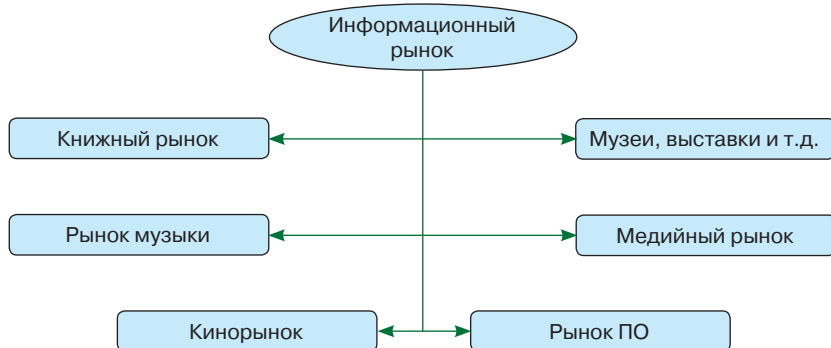 Информационный
рынок
Книжный рынок
Музеи, выставки и т.д.
Рынок музыки
Медийный рынок
Кинорынок
Рынок ПО